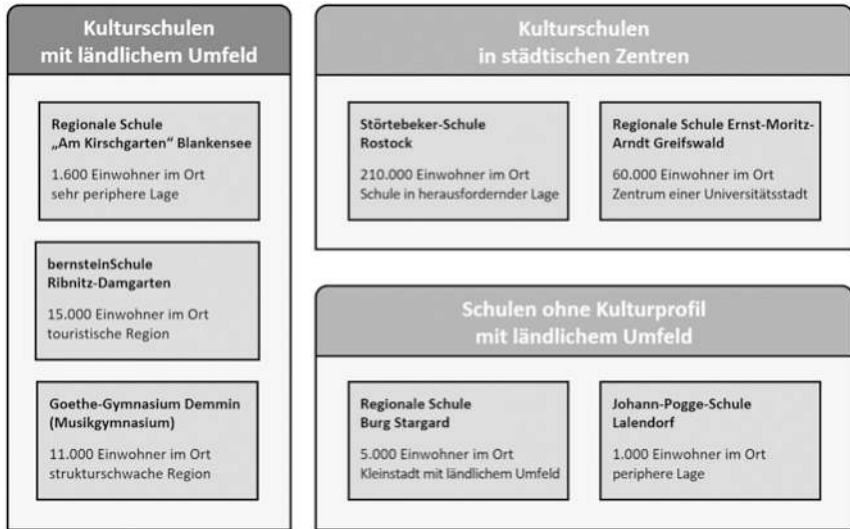 Kulturschulen
mit ländlichem Umfeld
Regionale Schule
„Am Kirschgarten“ Blankensee
1.600 Einwohner im Ort
sehr periphere Lage
bernsteinSchule
Ribnitz-Damgarten
15.000 Einwohner im Ort
touristische Region
Goethe-Gymnasium Demmin
(Musikgymnasium)
11.000 Einwohner im Ort
strukturschwache Region
Kulturschulen
in städtischen Zentren
Störtebeker-Schule
Rostock
210.000 Einwohner im Ort
Schule in herausfordernder Lage
Regionale Schule Ernst-Moritz-
Arndt Greifswald
60.000 Einwohner im Ort
Zentrum einer Universitätsstadt
Schulen ohne Kulturprofil
mit ländlichem Umfeld
Regionale Schule
Burg Stargard
5.000 Einwohner im Ort
Kleinstadt mit ländlichem Umfeld
Johann-Pogge-Schule
Lalendorf
1.000 Einwohner im Ort
periphere Lage